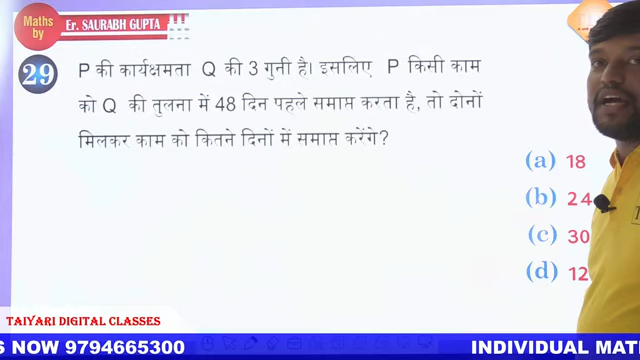 Maths
by
Er. SAURABH GUPTA
29
P की कार्यक्षमता Q की 3 गुनी है। इसलिए P किसी काम
को Q की तुलना में 48 दिन पहले समाप्त करता है, तो दोनों
मिलकर काम को कितने दिनों में समाप्त करेंगे?
(a) 18
(b) 24
(c) 30
(d) 12
TAIYARI DIGITAL CLASSES
S NOW 9794665300
INDIVIDUAL MAT